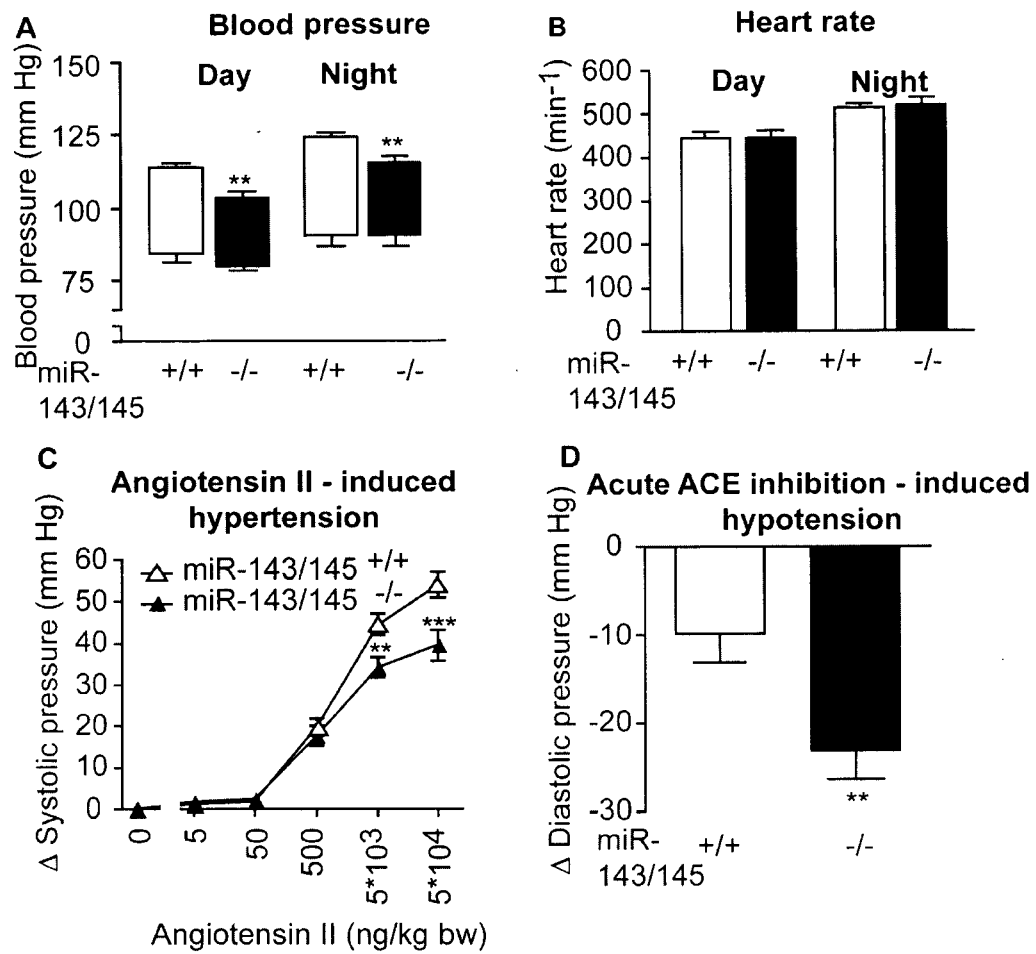 A
Blood pressure
Blood pressure (mm Hg)
150
125
100
75
0
Day
Night
**
**
miR-
143/145
+/+
-/-
+/+
-/-
B
Heart rate
Heart rate (min-1)
600
500
400
300
200
100
0
Day
Night
miR-
143/145
+/+
-/-
+/+
-/-
C
Angiotensin II - induced
hypertension
Δ Systolic pressure (mm Hg)
60
50
40
30
20
10
0
miR-143/145 +/+
miR-143/145 -/-
**
***
0
5
50
500
5*103
5*104
Angiotensin II (ng/kg bw)
D
Acute ACE inhibition - induced
hypotension
Δ Diastolic pressure (mm Hg)
0
-10
-20
-30
**
miR-
143/145
+/+
-/-